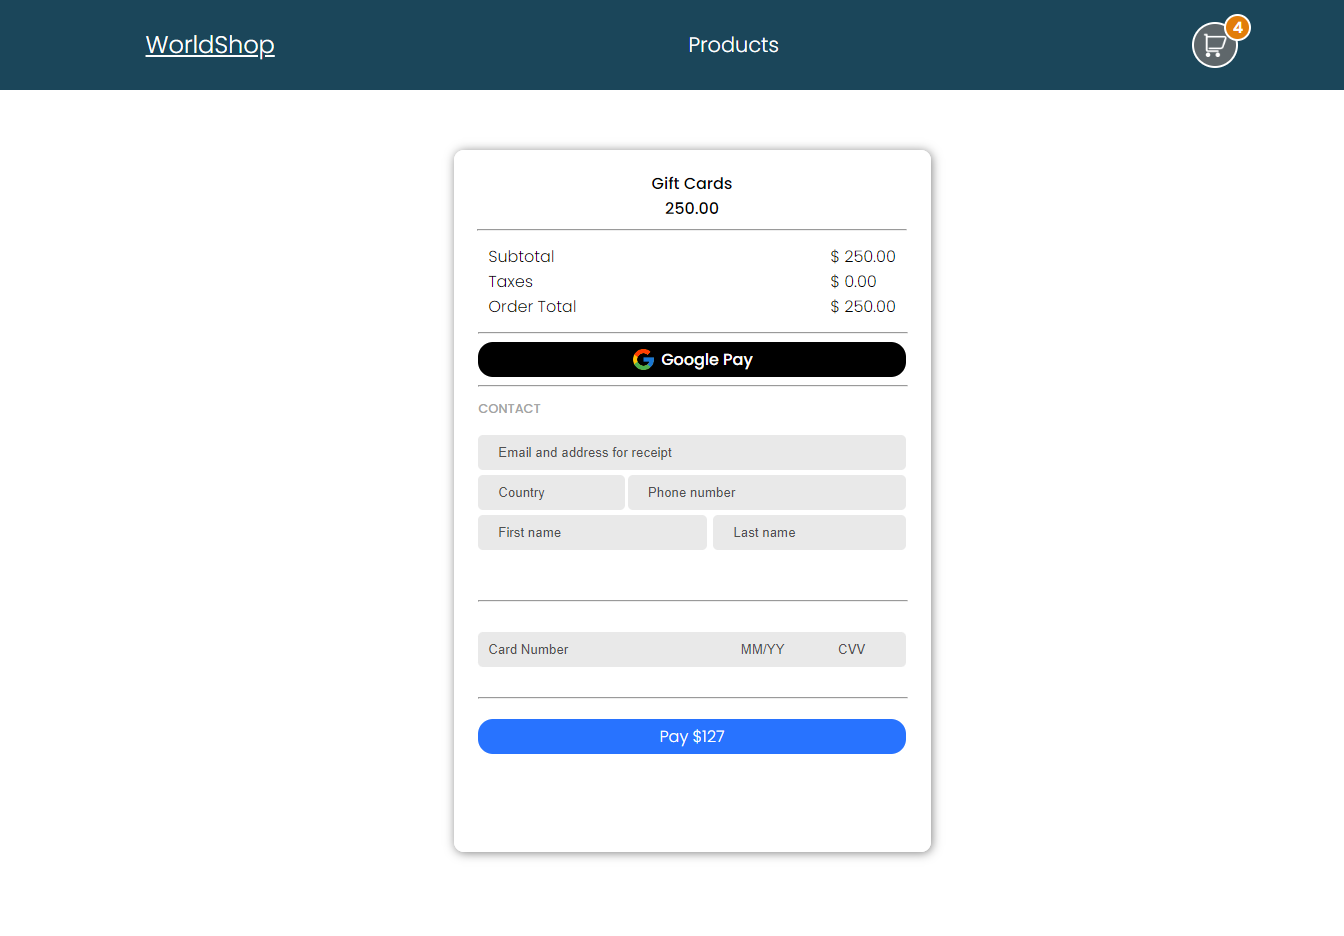 WorldShop
Products
4
Gift Cards
250.00
Subtotal $ 250.00
Taxes $ 0.00
Order Total $ 250.00
Google Pay
CONTACT
Email and address for receipt
Country Phone number
First name Last name
Card Number MM/YY CVV
Pay $127